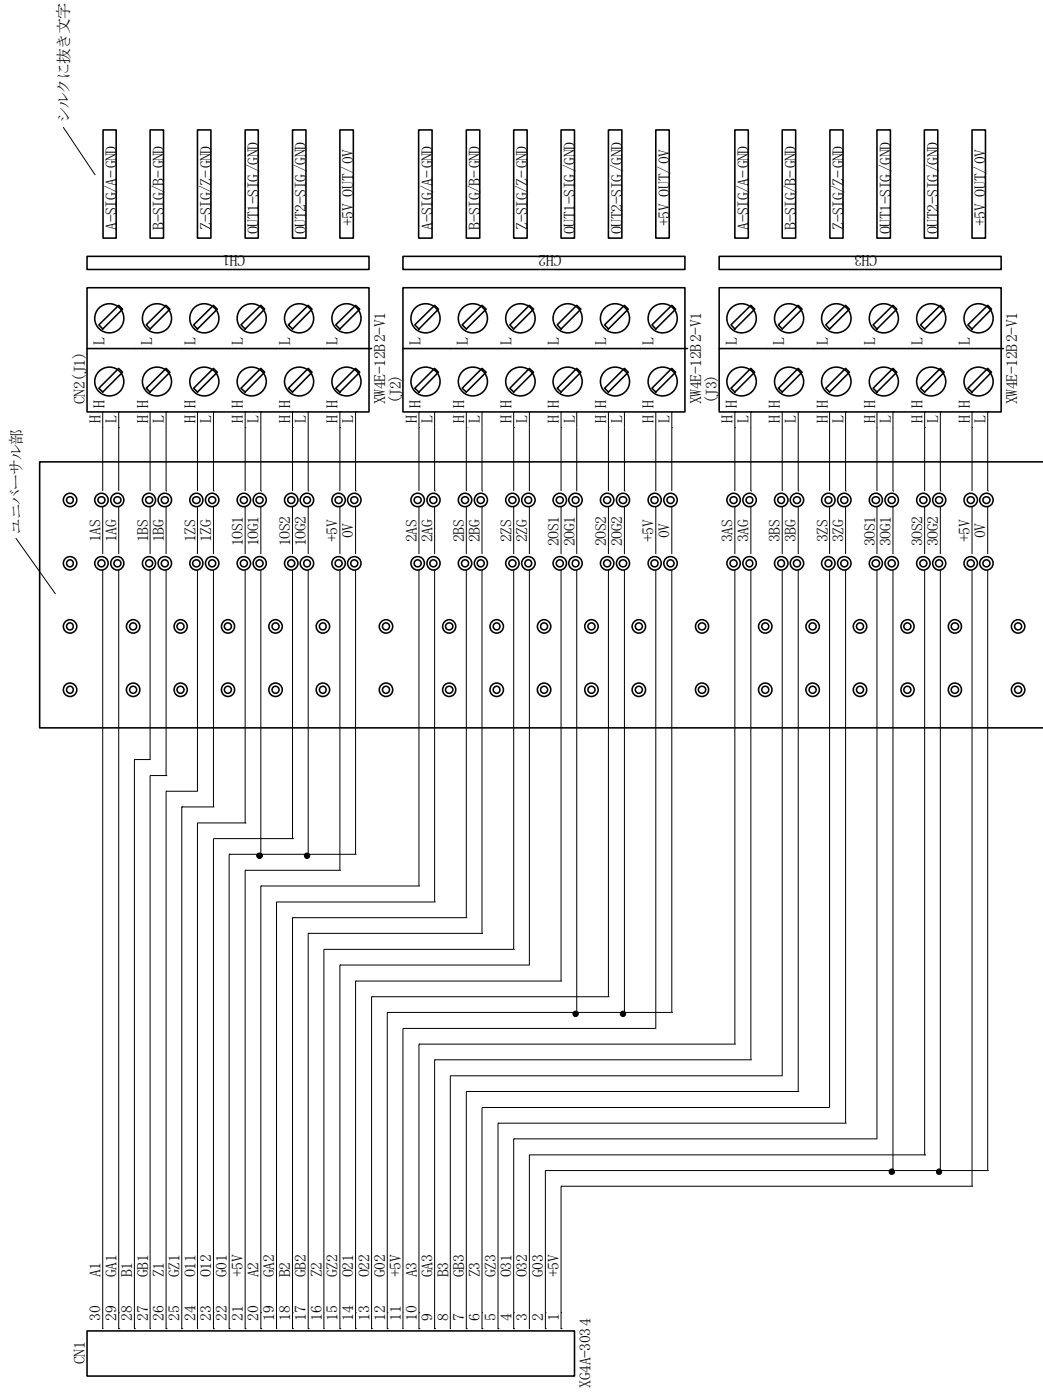 シルクに抜き文字
ユニバーサル部
CN2(J1)
XW4E-12B2-V1
CH1
A-SIG/A-GND
B-SIG/B-GND
Z-SIG/Z-GND
OUT1-SIG/GND
OUT2-SIG/GND
+5V OUT/0V
H H L L
H H L L
H H L L
H H L L
H H L L
H H L L
1AS
1AG
1BS
1BG
1ZS
1ZG
1OS1
1OG1
1OS2
1OG2
+5V
0V
(J2)
XW4E-12B2-V1
CH2
A-SIG/A-GND
B-SIG/B-GND
Z-SIG/Z-GND
OUT1-SIG/GND
OUT2-SIG/GND
+5V OUT/0V
H H L L
H H L L
H H L L
H H L L
H H L L
H H L L
2AS
2AG
2BS
2BG
2ZS
2ZG
2OS1
2OG1
2OS2
2OG2
+5V
0V
(J3)
XW4E-12B2-V1
CH3
A-SIG/A-GND
B-SIG/B-GND
Z-SIG/Z-GND
OUT1-SIG/GND
OUT2-SIG/GND
+5V OUT/0V
H H L L
H H L L
H H L L
H H L L
H H L L
H H L L
3AS
3AG
3BS
3BG
3ZS
3ZG
3OS1
3OG1
3OS2
3OG2
+5V
0V
CN1
30 A1
29 GA1
28 B1
27 GB1
26 Z1
25 GZ1
24 O11
23 O12
22 GO1
21 +5V
20 A2
19 GA2
18 B2
17 GB2
16 Z2
15 GZ2
14 O21
13 O22
12 GO2
11 +5V
10 A3
9 GA3
8 B3
7 GB3
6 Z3
5 GZ3
4 O31
3 O32
2 GO3
1 +5V
XG4A-3034